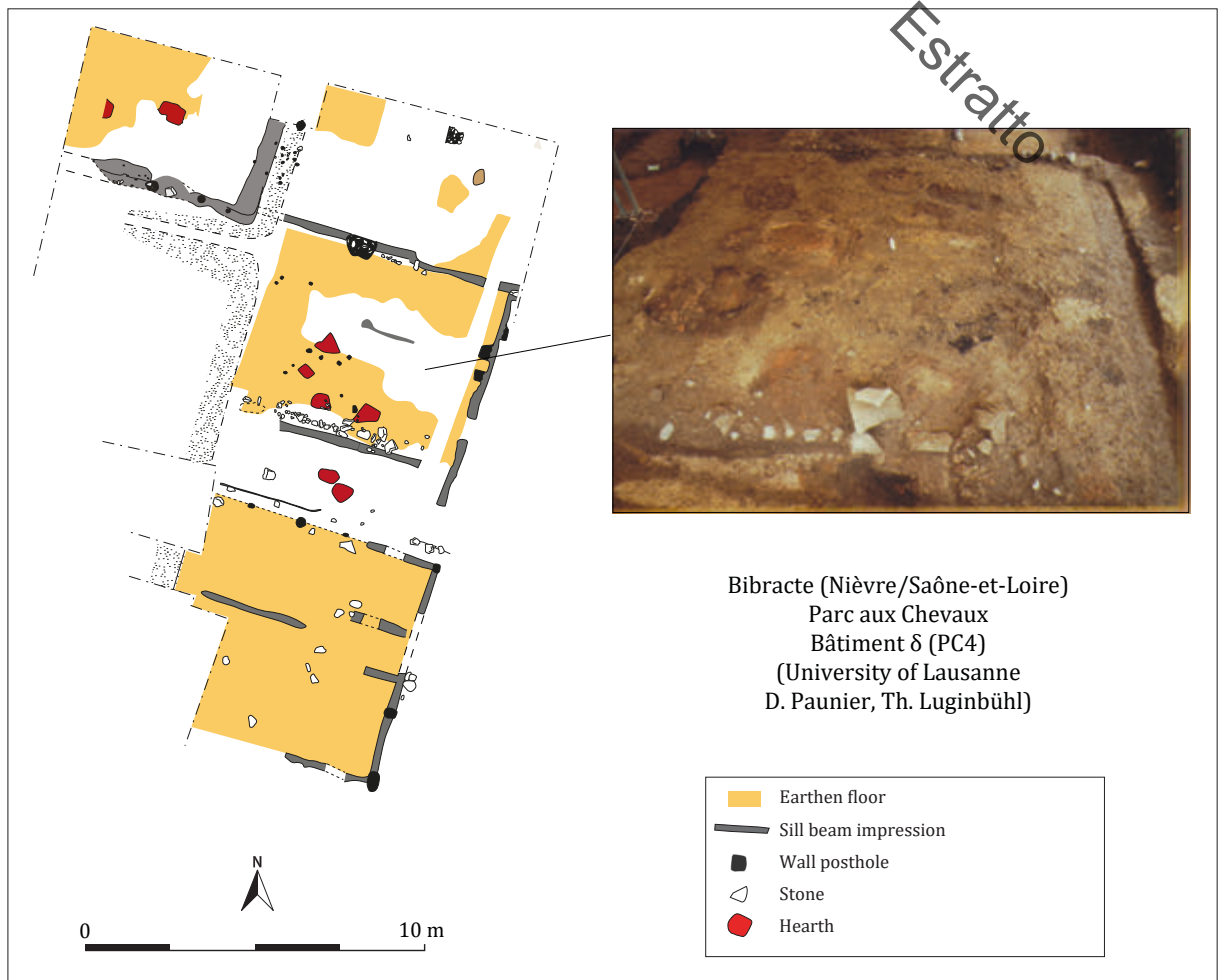 Estratto
Bibracte (Nièvre/Saône-et-Loire)
Parc aux Chevaux
Bâtiment δ (PC4)
(University of Lausanne
D. Paunier, Th. Luginbühl)
Earthen floor
Sill beam impression
Wall posthole
Stone
Hearth
N
0 10 m